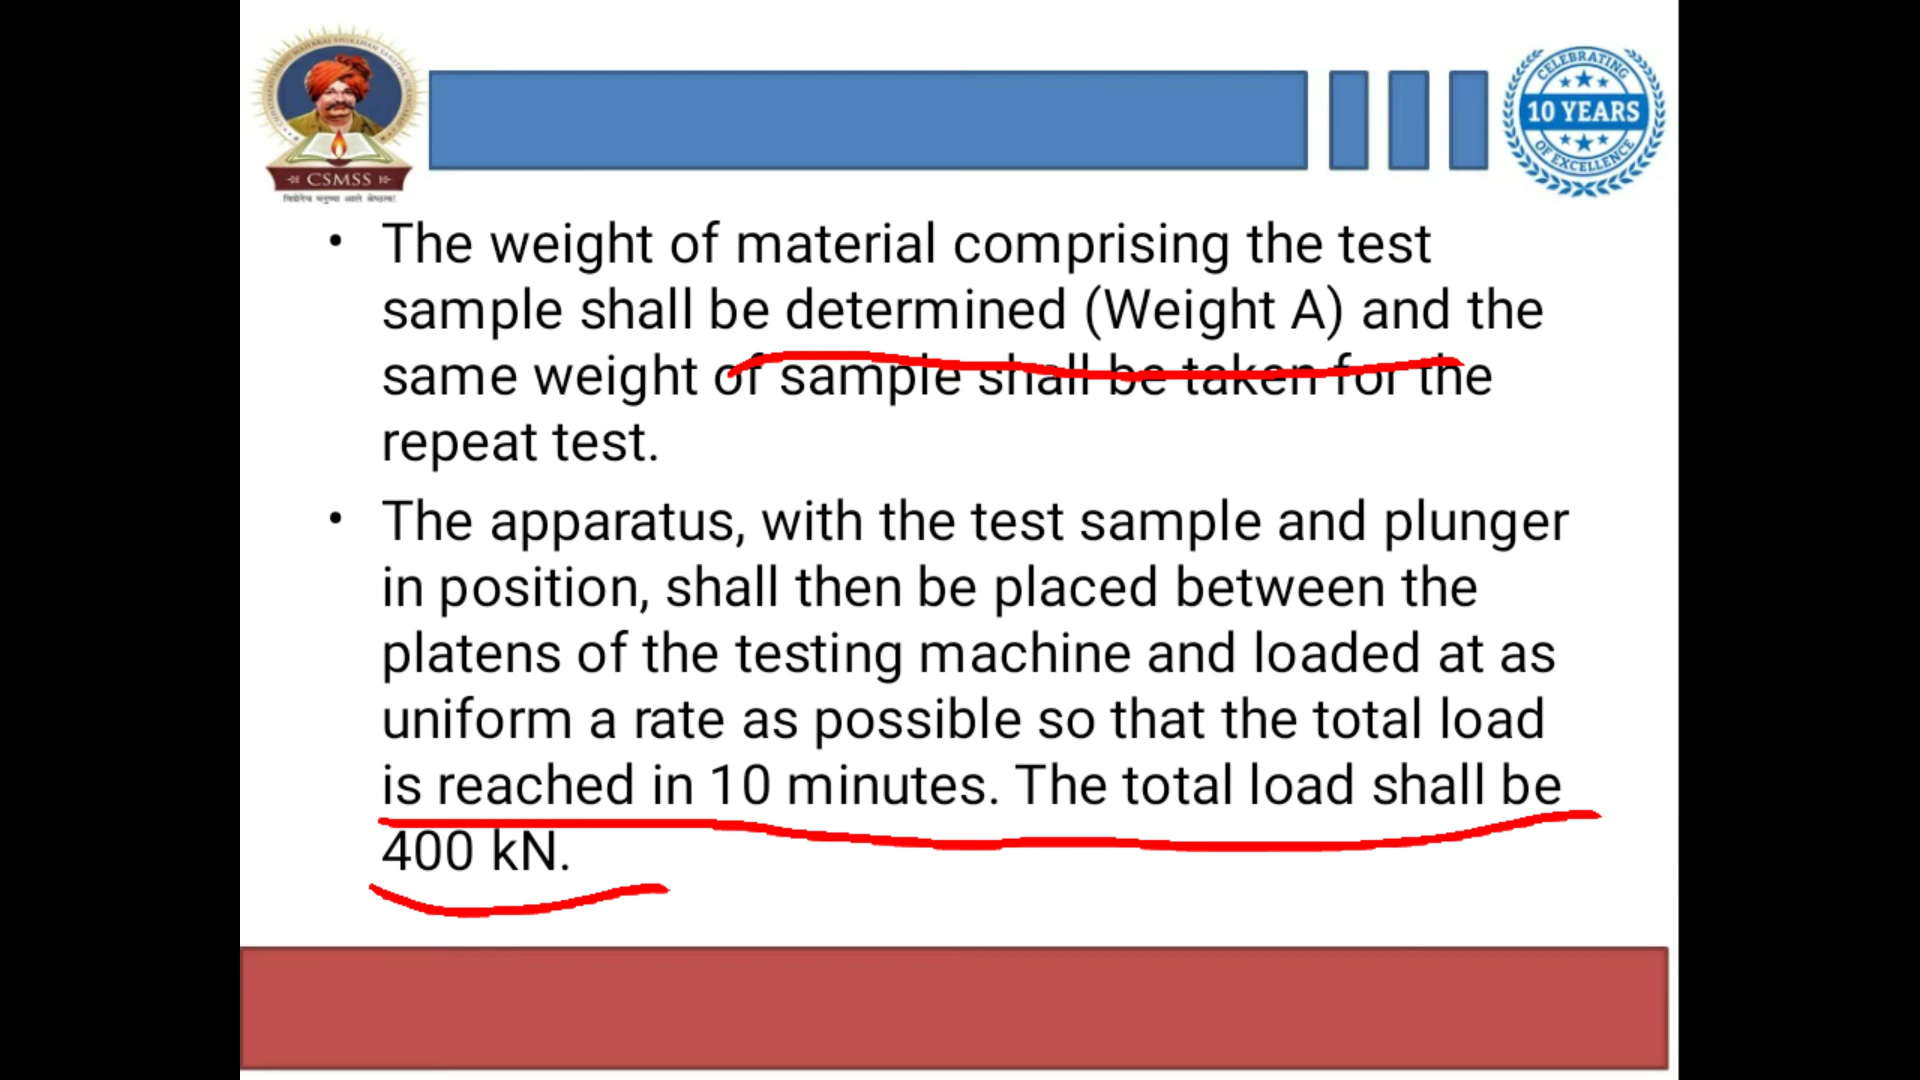 CSMSS
CELEBRATING
10 YEARS
OF EXCELLENCE
• The weight of material comprising the test
sample shall be determined (Weight A) and the
same weight of sample shall be taken for the
repeat test.
• The apparatus, with the test sample and plunger
in position, shall then be placed between the
platens of the testing machine and loaded at as
uniform a rate as possible so that the total load
is reached in 10 minutes. The total load shall be
400 kN.